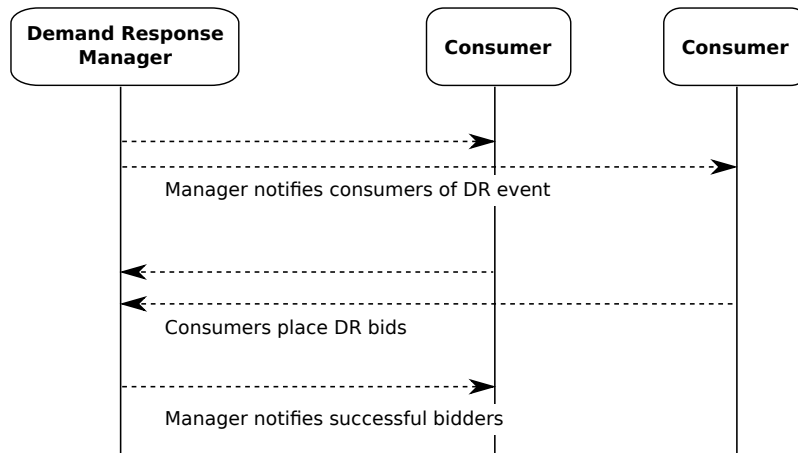 Demand Response
Manager
Consumer
Consumer
Manager notifies consumers of DR event
Consumers place DR bids
Manager notifies successful bidders